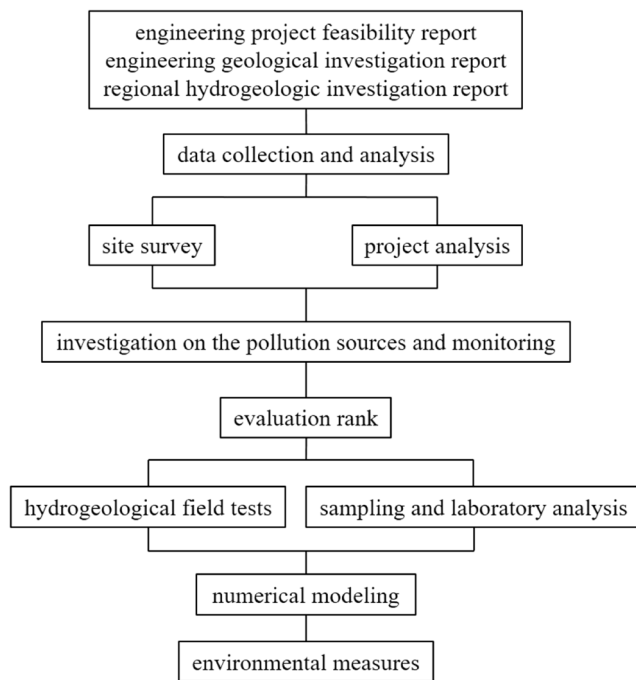 engineering project feasibility report
engineering geological investigation report
regional hydrogeologic investigation report
data collection and analysis
site survey
project analysis
investigation on the pollution sources and monitoring
evaluation rank
hydrogeological field tests
sampling and laboratory analysis
numerical modeling
environmental measures